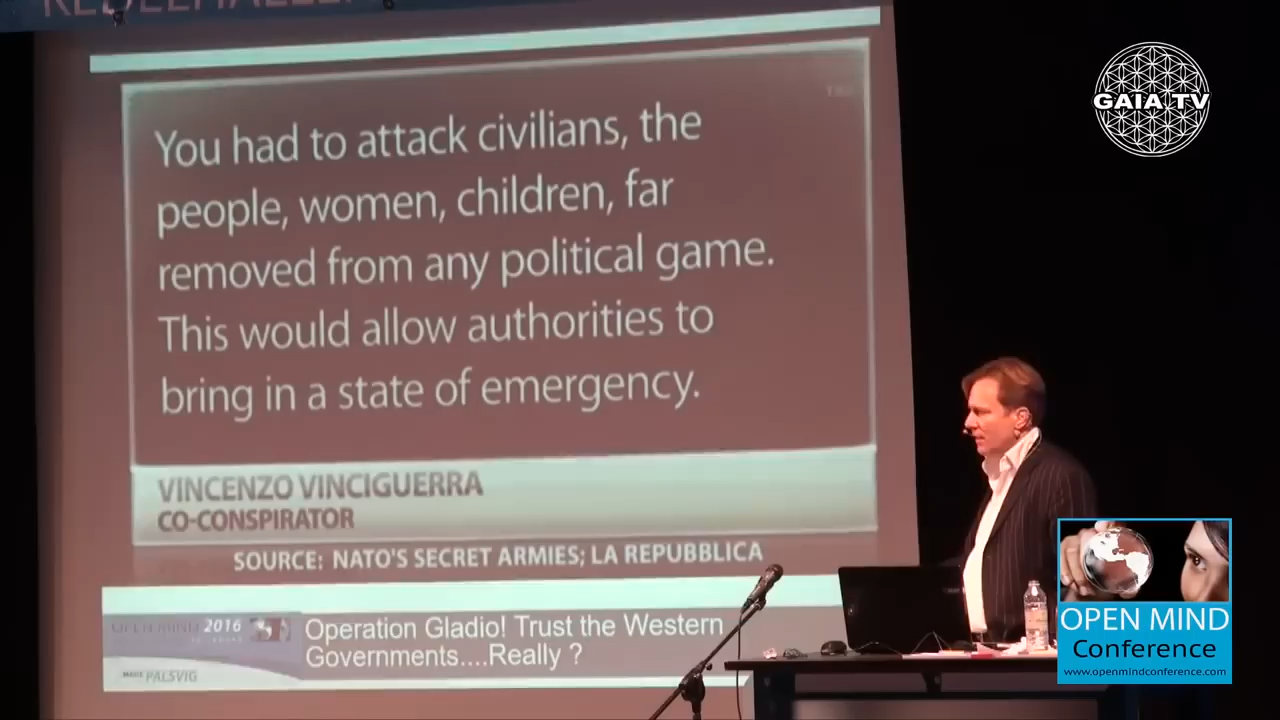 GAIA.TV
You had to attack civilians, the
people, women, children, far
removed from any political game.
This would allow authorities to
bring in a state of emergency.
VINCENZO VINCIGUERRA
CO-CONSPIRATOR
SOURCE: NATO'S SECRET ARMIES; LA REPUBBLICA
OPEN MIND 2016
Operation Gladio! Trust the Western
Governments....Really ?
PALSVIG
OPEN MIND
Conference
www.openmindconference.com